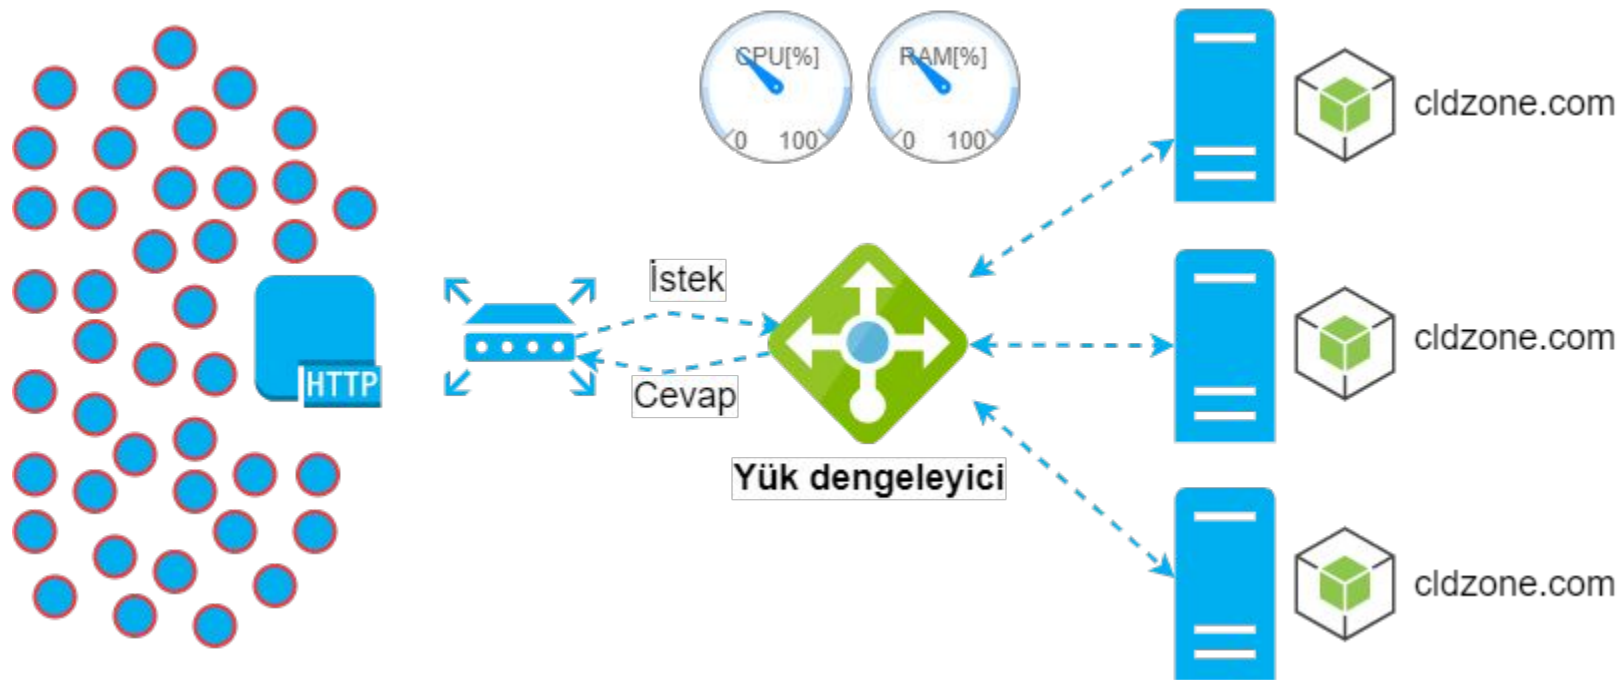 CPU[%]
0 100
RAM[%]
0 100
cldzone.com
İstek
HTTP
Cevap
cldzone.com
Yük dengeleyici
cldzone.com